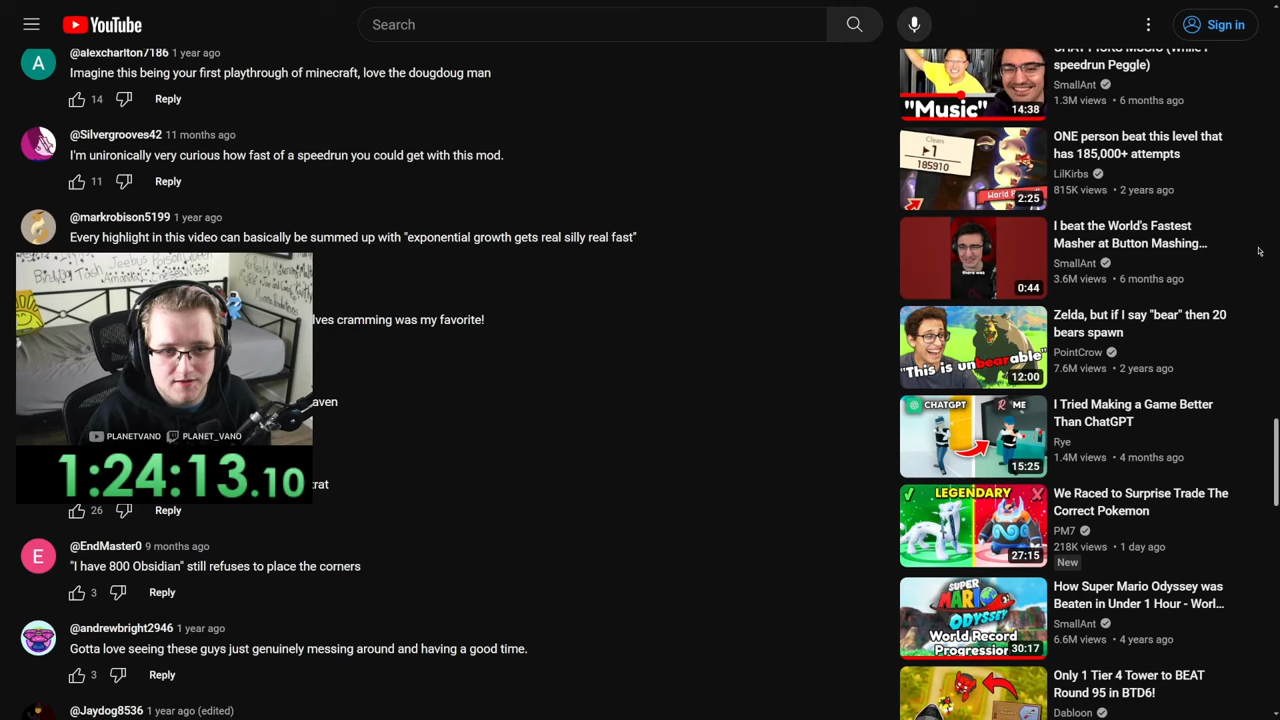 YouTube
Search
Sign in
@alexcharlton7186 1 year ago
Imagine this being your first playthrough of minecraft, love the dougdoug man
14
Reply
@Silvergrooves42 11 months ago
I'm unironically very curious how fast of a speedrun you could get with this mod.
11
Reply
@markrobison5199 1 year ago
Every highlight in this video can basically be summed up with "exponential growth gets real silly real fast"
lves cramming was my favorite!
aven
PLANETVANO PLANET_VANO
1:24:13.10
trat
26
Reply
@EndMaster0 9 months ago
"I have 800 Obsidian" still refuses to place the corners
3
Reply
@andrewbright2946 1 year ago
Gotta love seeing these guys just genuinely messing around and having a good time.
3
Reply
@Jaydog8536 1 year ago (edited)
speedrun Peggle)
SmallAnt
1.3M views • 6 months ago
"Music"
14:38
ONE person beat this level that
has 185,000+ attempts
LilKirbs
815K views • 2 years ago
Clears
1
185910
World
2:25
I beat the World's Fastest
Masher at Button Mashing...
SmallAnt
3.6M views • 6 months ago
there was
0:44
Zelda, but if I say "bear" then 20
bears spawn
PointCrow
7.6M views • 2 years ago
"This is unbearable"
12:00
I Tried Making a Game Better
Than ChatGPT
Rye
1.4M views • 4 months ago
CHATGPT
ME
15:25
We Raced to Surprise Trade The
Correct Pokemon
PM7
218K views • 1 day ago
New
LEGENDARY
27:15
How Super Mario Odyssey was
Beaten in Under 1 Hour - Worl...
SmallAnt
6.6M views • 4 years ago
SUPER
MARIO
ODYSSEY
World Record
Progression
30:17
Only 1 Tier 4 Tower to BEAT
Round 95 in BTD6!
Dabloon